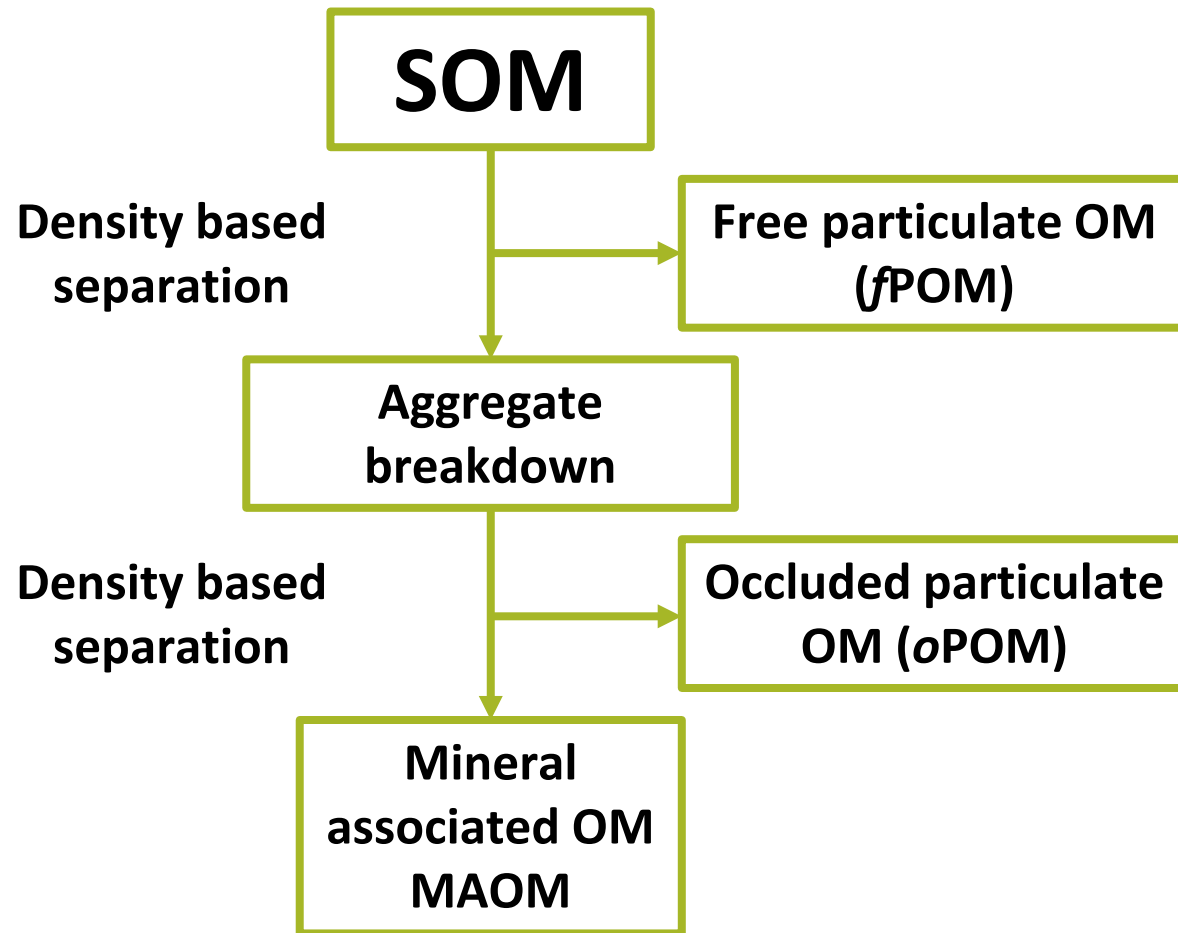 SOM
Density based
separation
Free particulate OM
(fPOM)
Aggregate
breakdown
Density based
separation
Occluded particulate
OM (oPOM)
Mineral
associated OM
MAOM